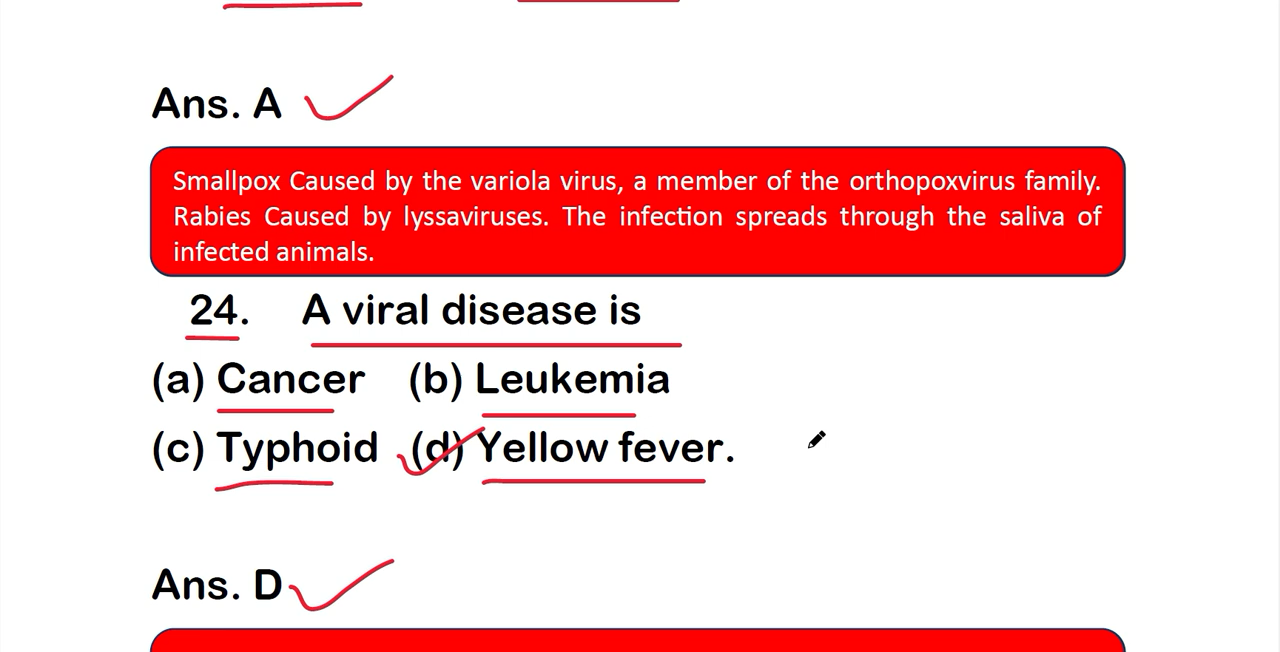 Ans. A
Smallpox Caused by the variola virus, a member of the orthopoxvirus family.
Rabies Caused by lyssaviruses. The infection spreads through the saliva of
infected animals.
24. A viral disease is
(a) Cancer (b) Leukemia
(c) Typhoid (d) Yellow fever.
Ans. D